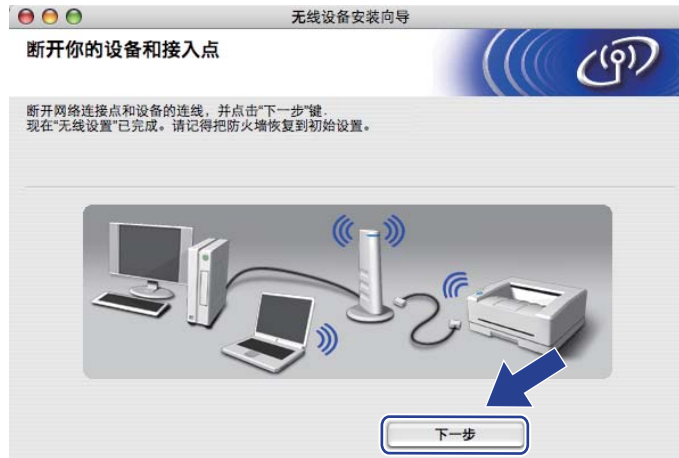 无线设备安装向导
断开你的设备和接入点
断开网络连接点和设备的连线，并点击"下一步"键.
现在"无线设置"已完成。请记得把防火墙恢复到初始设置。
下一步